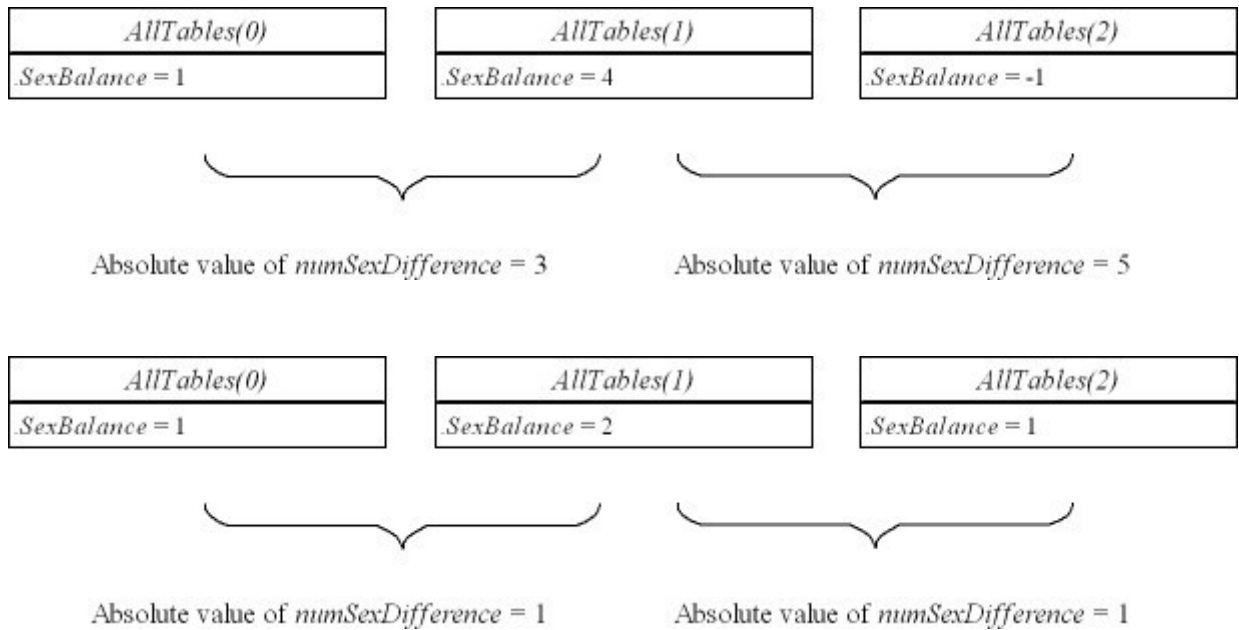 AllTables(0) AllTables(1) AllTables(2)
.SexBalance = 1 .SexBalance = 4 .SexBalance = -1
Absolute value of numSexDifference = 3 Absolute value of numSexDifference = 5
AllTables(0) AllTables(1) AllTables(2)
.SexBalance = 1 .SexBalance = 2 .SexBalance = 1
Absolute value of numSexDifference = 1 Absolute value of numSexDifference = 1